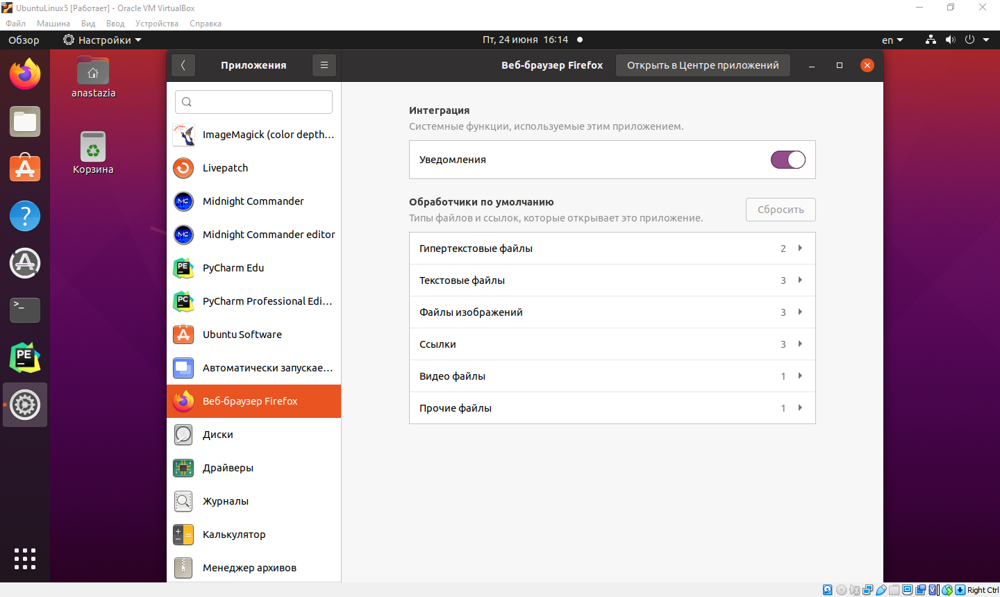 UbuntuLinux5 [Работает] - Oracle VM VirtualBox
Файл Машина Вид Ввод Устройства Справка
Обзор Настройки Пт, 24 июня 16:14 en
anastazia
Корзина
Приложения
Веб-браузер Firefox Открыть в Центре приложений
ImageMagick (color depth...
Livepatch
Midnight Commander
Midnight Commander editor
PyCharm Edu
PyCharm Professional Edi...
Ubuntu Software
Автоматически запускае...
Веб-браузер Firefox
Диски
Драйверы
Журналы
Калькулятор
Менеджер архивов
Интеграция
Системные функции, используемые этим приложением.
Уведомления
Обработчики по умолчанию
Типы файлов и ссылок, которые открывает это приложение.
Сбросить
Гипертекстовые файлы 2
Текстовые файлы 3
Файлы изображений 3
Ссылки 3
Видео файлы 1
Прочие файлы 1
Right Ctrl